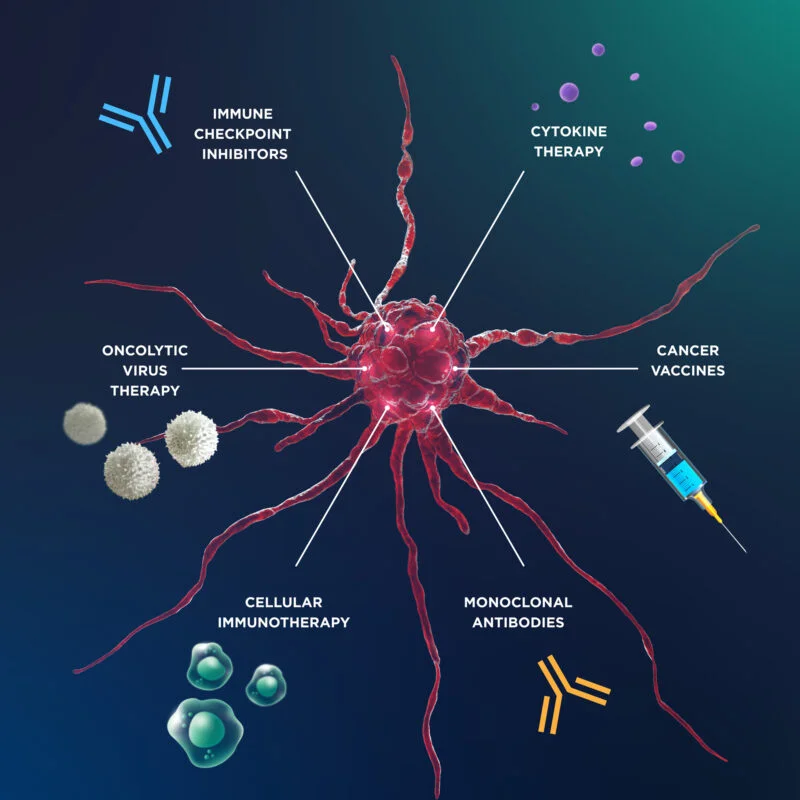 IMMUNE
CHECKPOINT
INHIBITORS
CYTOKINE
THERAPY
ONCOLYTIC
VIRUS
THERAPY
CANCER
VACCINES
CELLULAR
IMMUNOTHERAPY
MONOCLONAL
ANTIBODIES